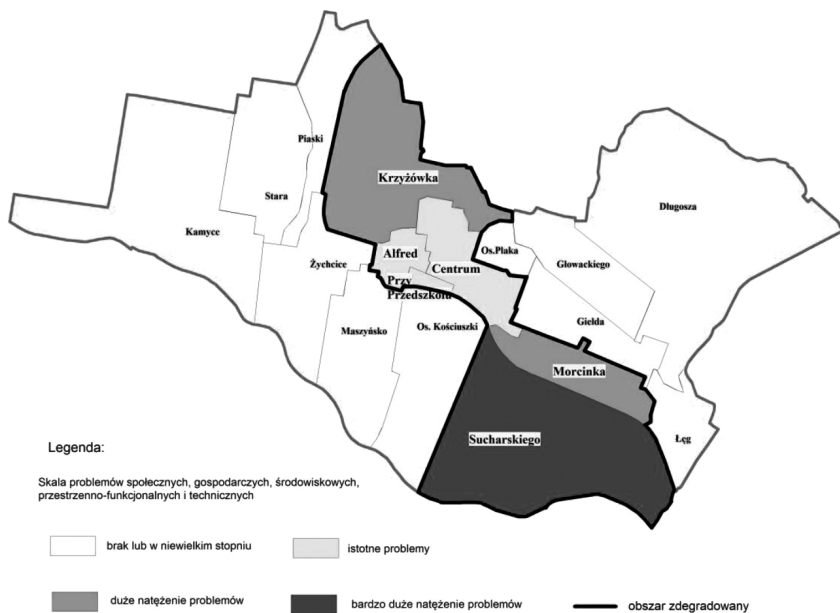 Piaski
Krzyżówka
Długosza
Stara
Kamyce
Os.Ptaka
Głowackiego
Żychcice
Alfred
Centrum
Przy
Przedszkolu
Giełda
Maszyńsko
Os. Kościuszki
Morcinka
Sucharskiego
Łęg
Legenda:
Skala problemów społecznych, gospodarczych, środowiskowych,
przestrzenno-funkcjonalnych i technicznych
brak lub w niewielkim stopniu
istotne problemy
duże natężenie problemów
bardzo duże natężenie problemów
obszar zdegradowany